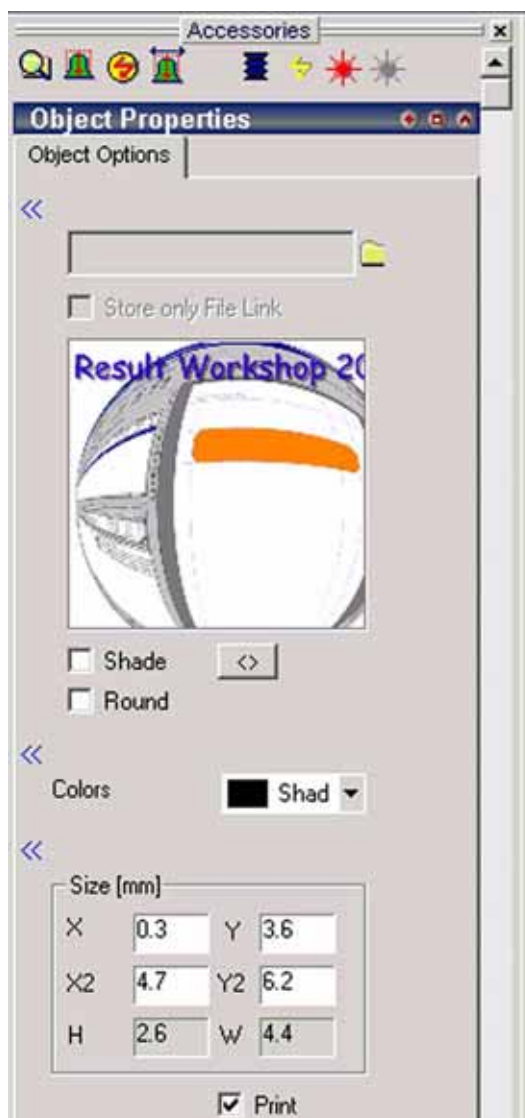 Accessories
Object Properties
Object Options
Store only File Link
Result Workshop 20
Shade <>
Round
Colors Shad
Size [mm]
X 0.3 Y 3.6
X2 4.7 Y2 6.2
H 2.6 W 4.4
Print